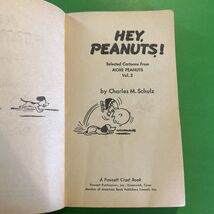 HEY,
PEANUTS!
Selected Cartoons From
MORE PEANUTS
Vol. 2
by Charles M. Schulz
A Fawcett Crest Book
Fawcett Publications, Inc., Greenwich, Conn.
Member of American Book Publishers Council, Inc.